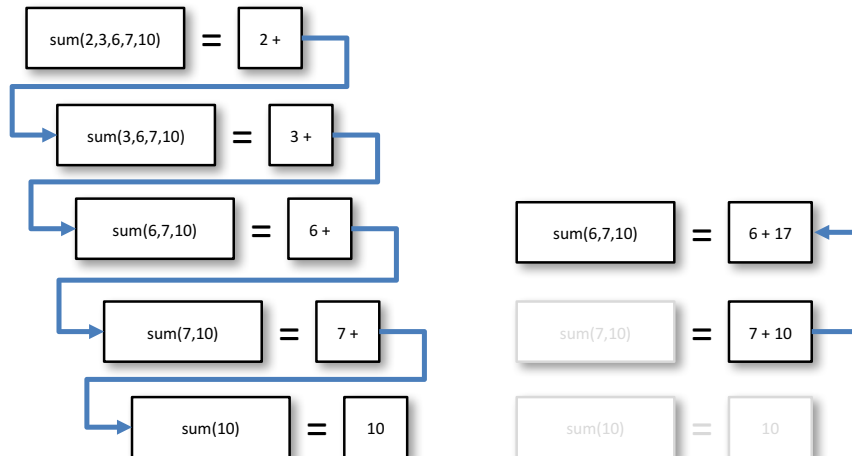 sum(2,3,6,7,10) = 2 +
sum(3,6,7,10) = 3 +
sum(6,7,10) = 6 +
sum(7,10) = 7 +
sum(10) = 10
sum(6,7,10) = 6 + 17
sum(7,10) = 7 + 10
sum(10) = 10